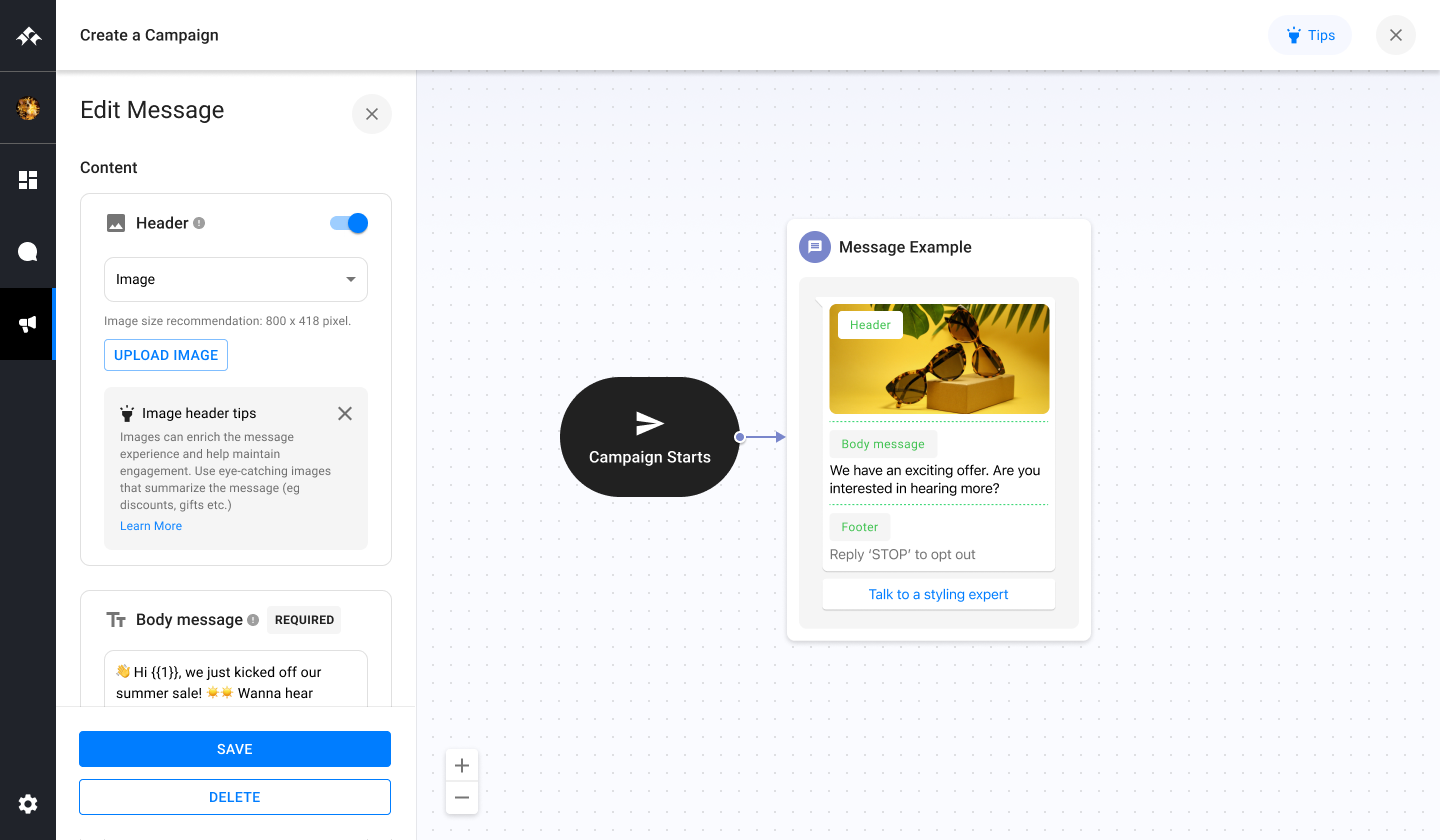 Create a Campaign
Tips
Edit Message
Content
Header
Image
Image size recommendation: 800 x 418 pixel.
UPLOAD IMAGE
Image header tips
Images can enrich the message
experience and help maintain
engagement. Use eye-catching images
that summarize the message (eg
discounts, gifts etc.)
Learn More
Body message
REQUIRED
👋 Hi {{1}}, we just kicked off our
summer sale! ☀️☀️ Wanna hear
SAVE
DELETE
Campaign Starts
Message Example
Header
Body message
We have an exciting offer. Are you
interested in hearing more?
Footer
Reply ‘STOP’ to opt out
Talk to a styling expert